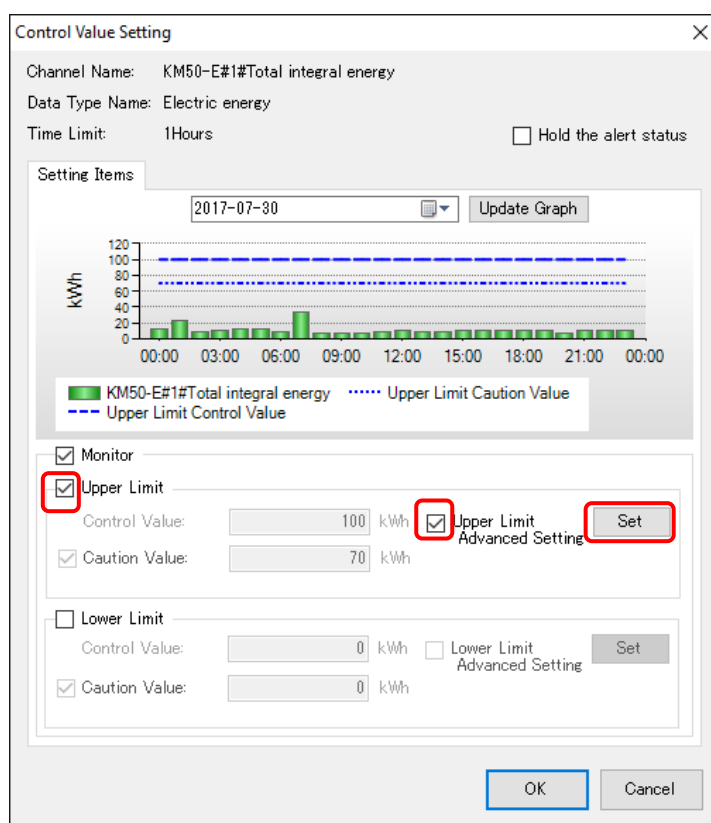 Control Value Setting
Channel Name: KM50-E#1#Total integral energy
Data Type Name: Electric energy
Time Limit: 1Hours
Hold the alert status
Setting Items
2017-07-30
Update Graph
kWh
120
100
80
60
40
20
0
00:00 03:00 06:00 09:00 12:00 15:00 18:00 21:00 00:00
KM50-E#1#Total integral energy Upper Limit Caution Value
Upper Limit Control Value
Monitor
Upper Limit
Control Value: 100 kWh Upper Limit Advanced Setting Set
Caution Value: 70 kWh
Lower Limit
Control Value: 0 kWh Lower Limit Advanced Setting Set
Caution Value: 0 kWh
OK Cancel